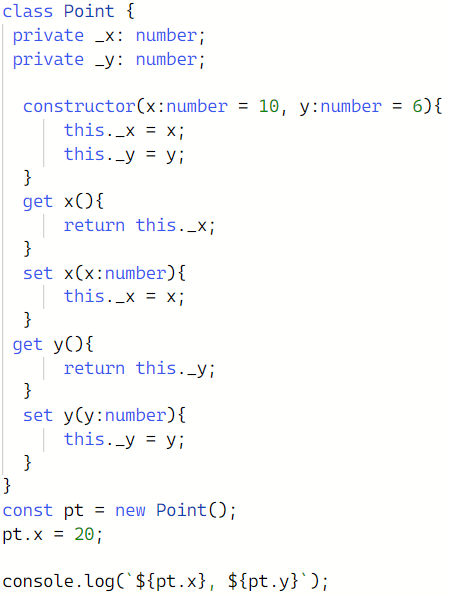 class Point {
 private _x: number;
 private _y: number;

  constructor(x:number = 10, y:number = 6){
      this._x = x;
      this._y = y;
  }
  get x(){
      return this._x;
  }
  set x(x:number){
      this._x = x;
  }
 get y(){
      return this._y;
  }
  set y(y:number){
      this._y = y;
  }
}
const pt = new Point();
pt.x = 20;

console.log(`${pt.x}, ${pt.y}`);